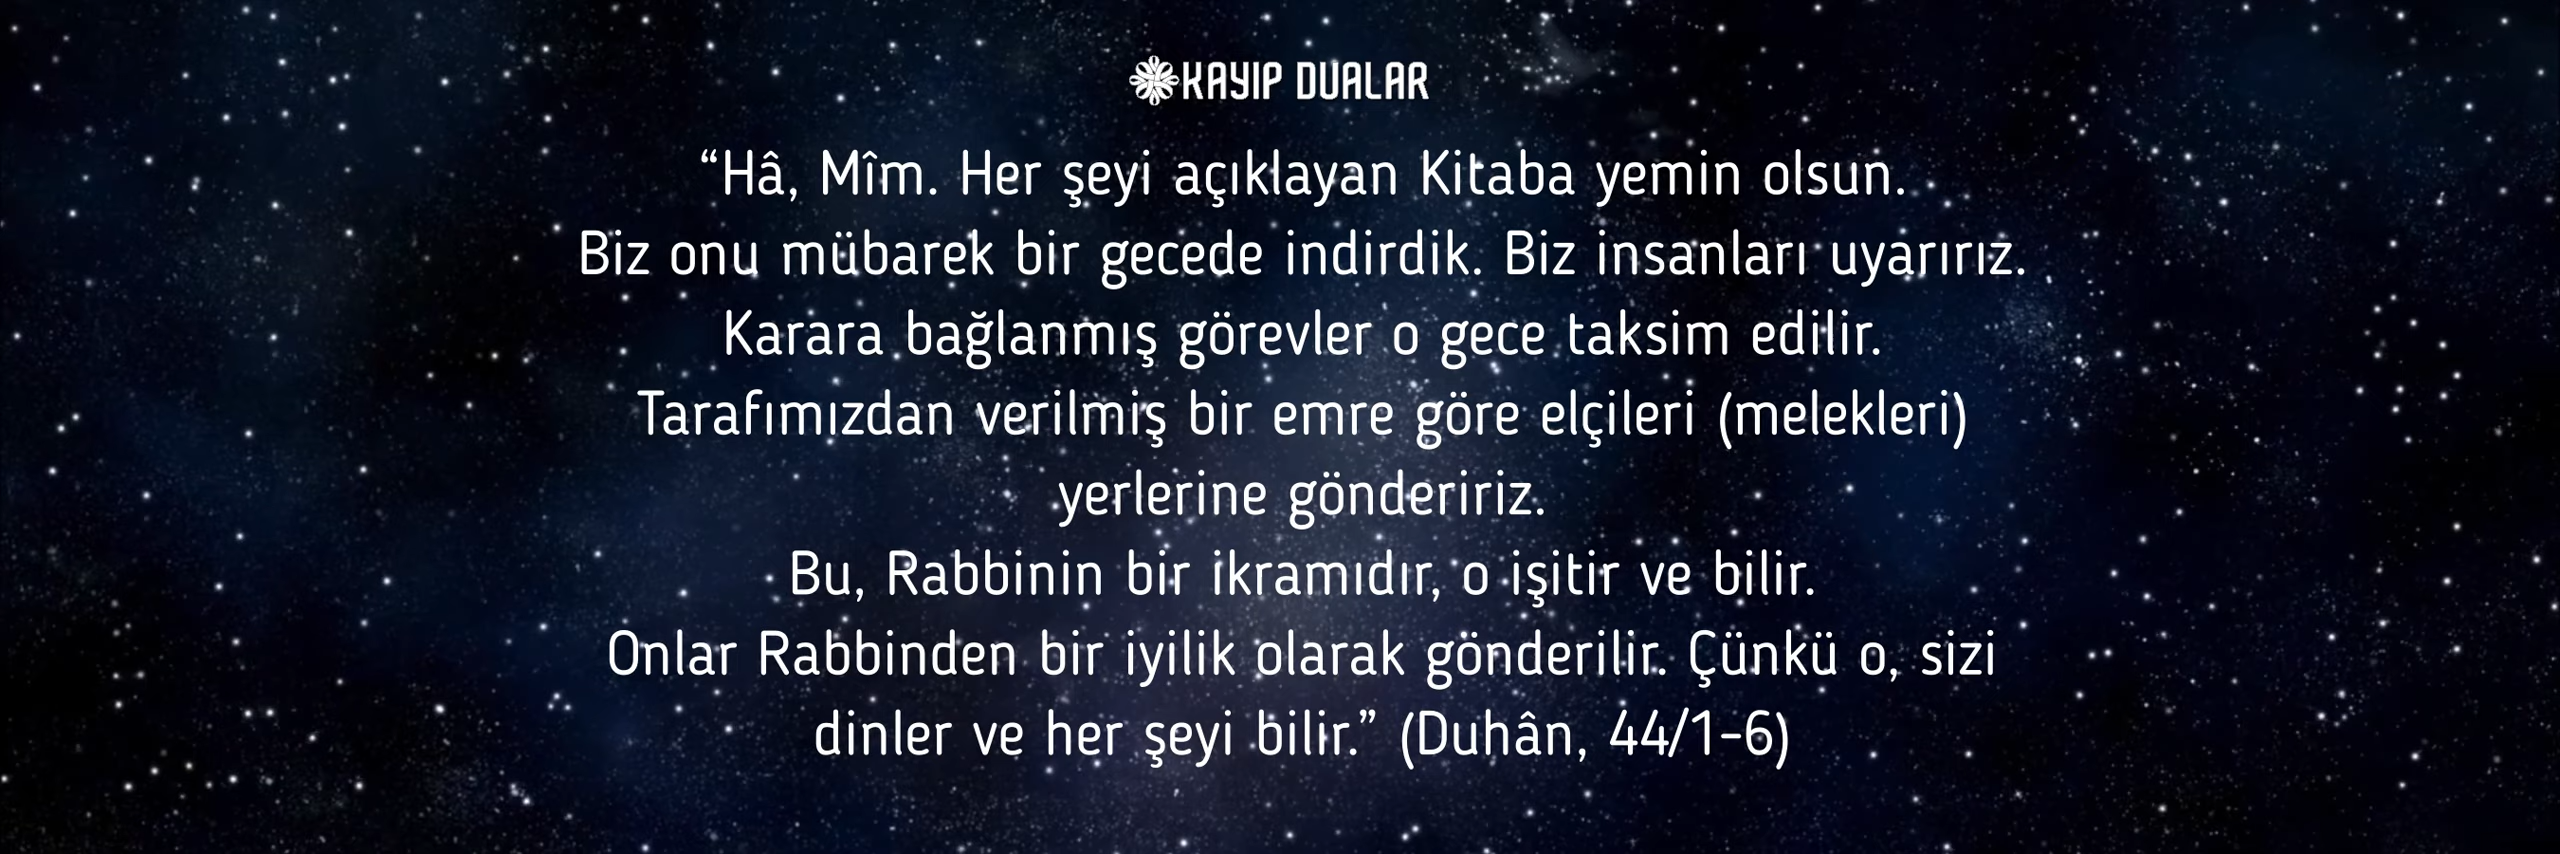 KAYIP DUALAR
“Hâ, Mîm. Her şeyi açıklayan Kitaba yemin olsun.
Biz onu mübarek bir gecede indirdik. Biz insanları uyarırız.
Karara bağlanmış görevler o gece taksim edilir.
Tarafımızdan verilmiş bir emre göre elçileri (melekleri)
yerlerine göndeririz.
Bu, Rabbinin bir ikramıdır, o işitir ve bilir.
Onlar Rabbinden bir iyilik olarak gönderilir. Çünkü o, sizi
dinler ve her şeyi bilir.” (Duhân, 44/1-6)